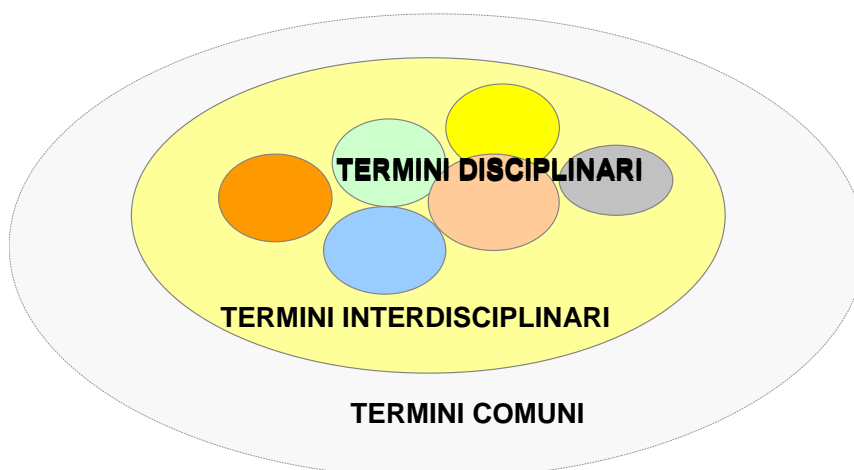 TERMINI DISCIPLINARI
TERMINI INTERDISCIPLINARI
TERMINI COMUNI